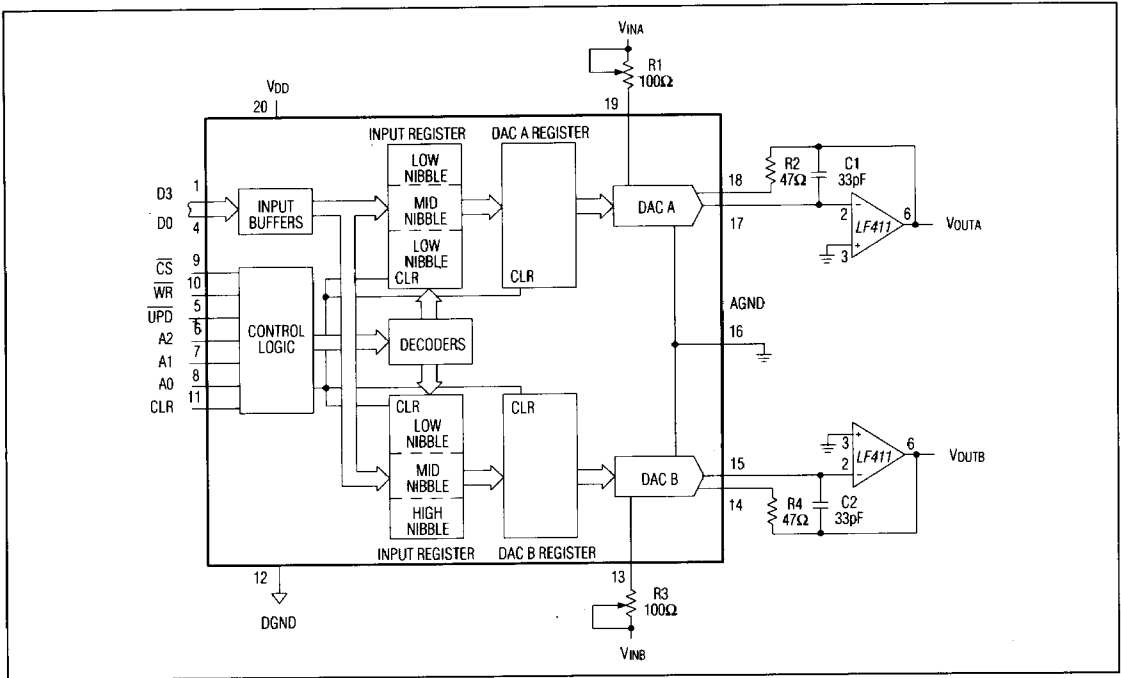 VINA
R1
100Ω
VDD
20
19
INPUT REGISTER
DAC A REGISTER
LOW
NIBBLE
MID
NIBBLE
LOW
NIBBLE
CLR
CLR
D3
1
D0
4
INPUT
BUFFERS
DAC A
18
17
R2
47Ω
C1
33pF
2
−
LF411
6
+
3
VOUTA
CS
9
WR
10
UPD
5
A2
6
A1
7
A0
8
CLR
11
CONTROL
LOGIC
DECODERS
AGND
16
CLR
LOW
NIBBLE
MID
NIBBLE
HIGH
NIBBLE
CLR
INPUT REGISTER
DAC B REGISTER
DAC B
15
14
R4
47Ω
C2
33pF
3
+
LF411
6
2
−
VOUTB
12
DGND
13
R3
100Ω
VINB